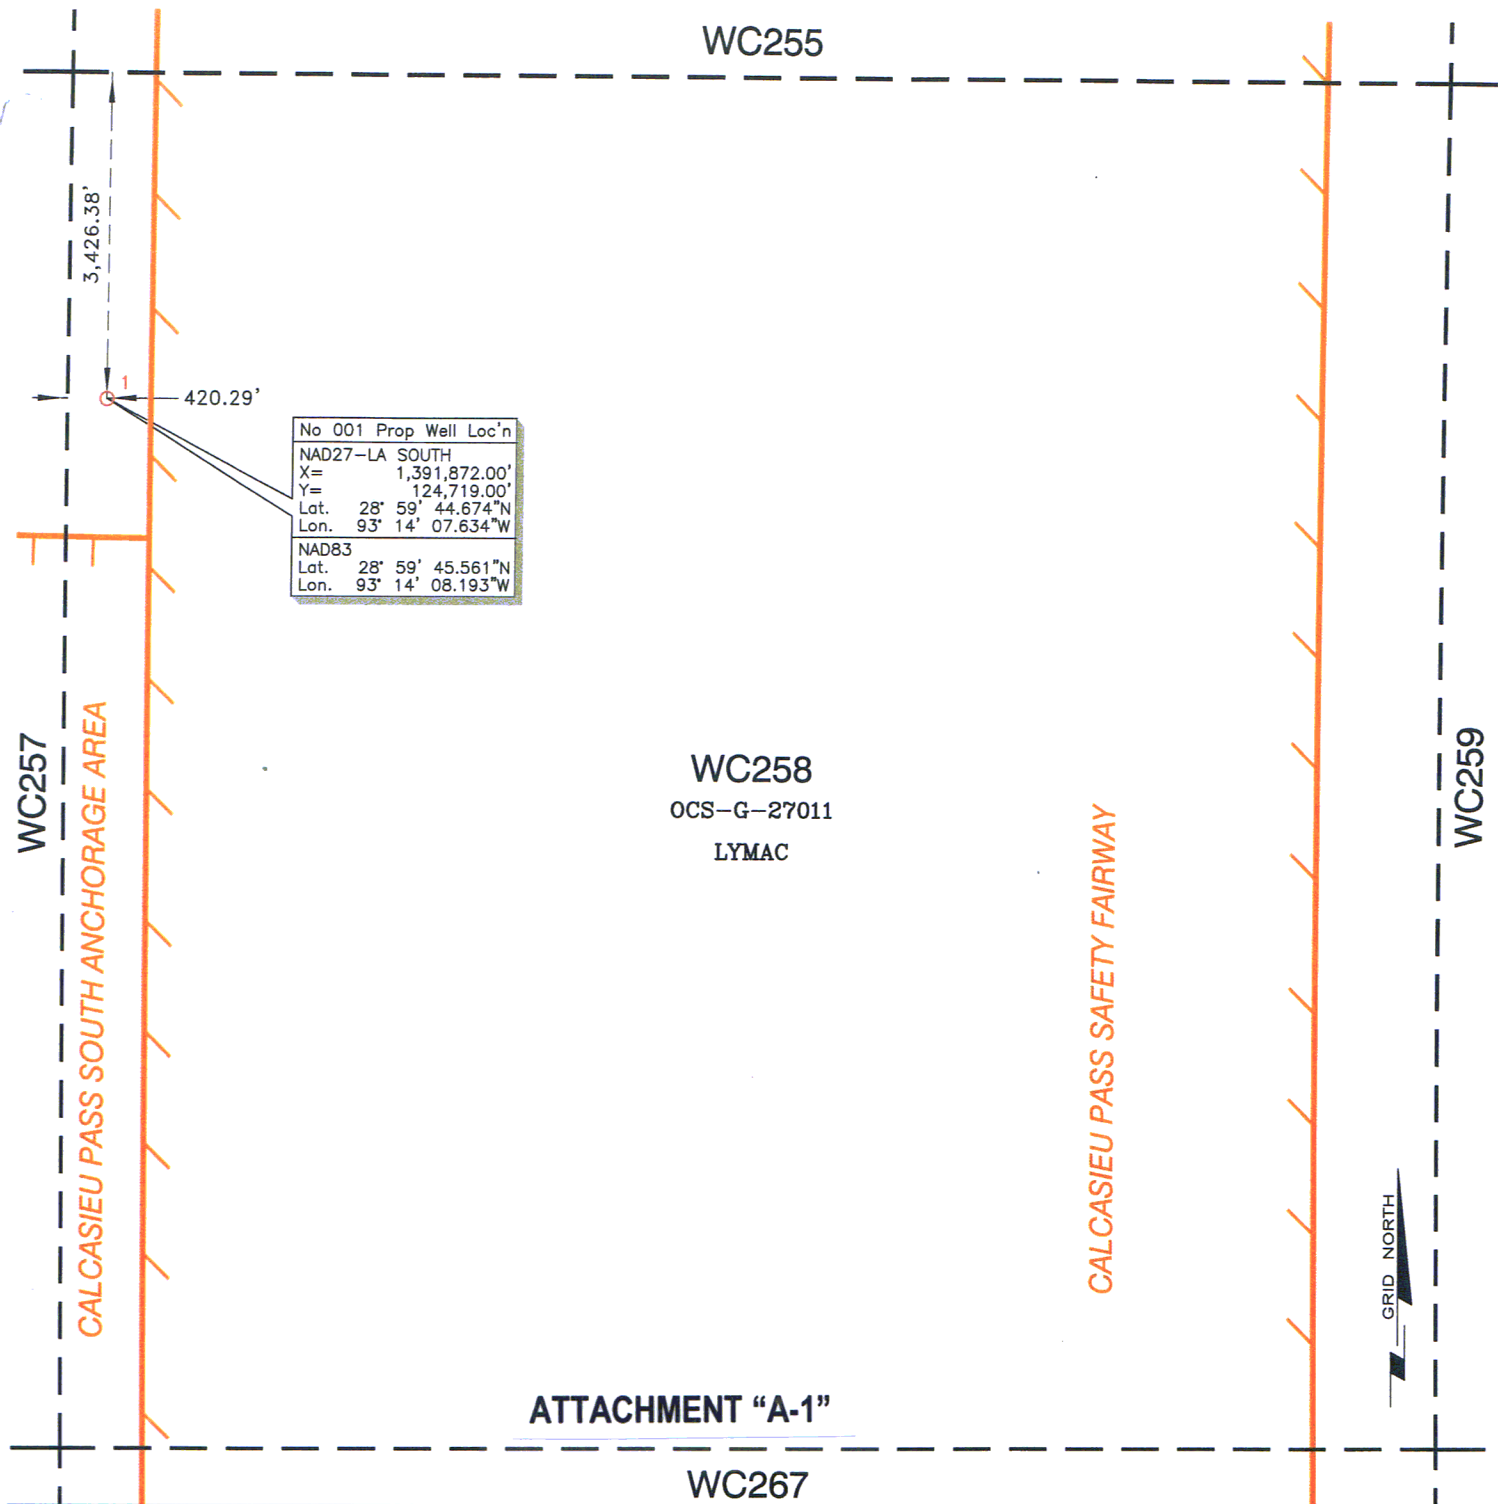 WC255
3,426.38'
1
420.29'
No 001 Prop Well Loc'n
NAD27-LA SOUTH
X= 1,391,872.00'
Y= 124,719.00'
Lat. 28° 59' 44.674"N
Lon. 93° 14' 07.634"W
NAD83
Lat. 28° 59' 45.561"N
Lon. 93° 14' 08.193"W
WC257
CALCASIEU PASS SOUTH ANCHORAGE AREA
WC258
OCS-G-27011
LYMAC
CALCASIEU PASS SAFETY FAIRWAY
WC259
GRID NORTH
ATTACHMENT “A-1”
WC267